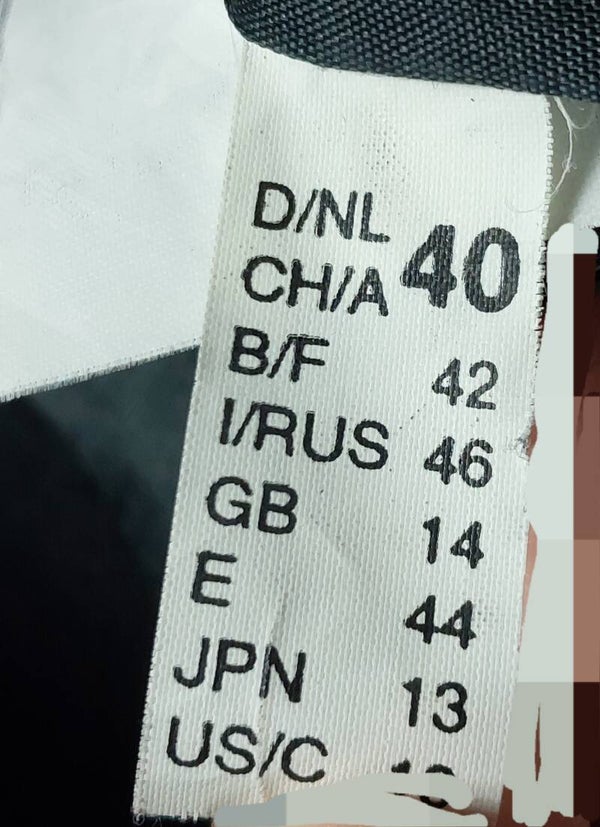 D/NL
CH/A 40
B/F 42
I/RUS 46
GB 14
E 44
JPN 13
US/C